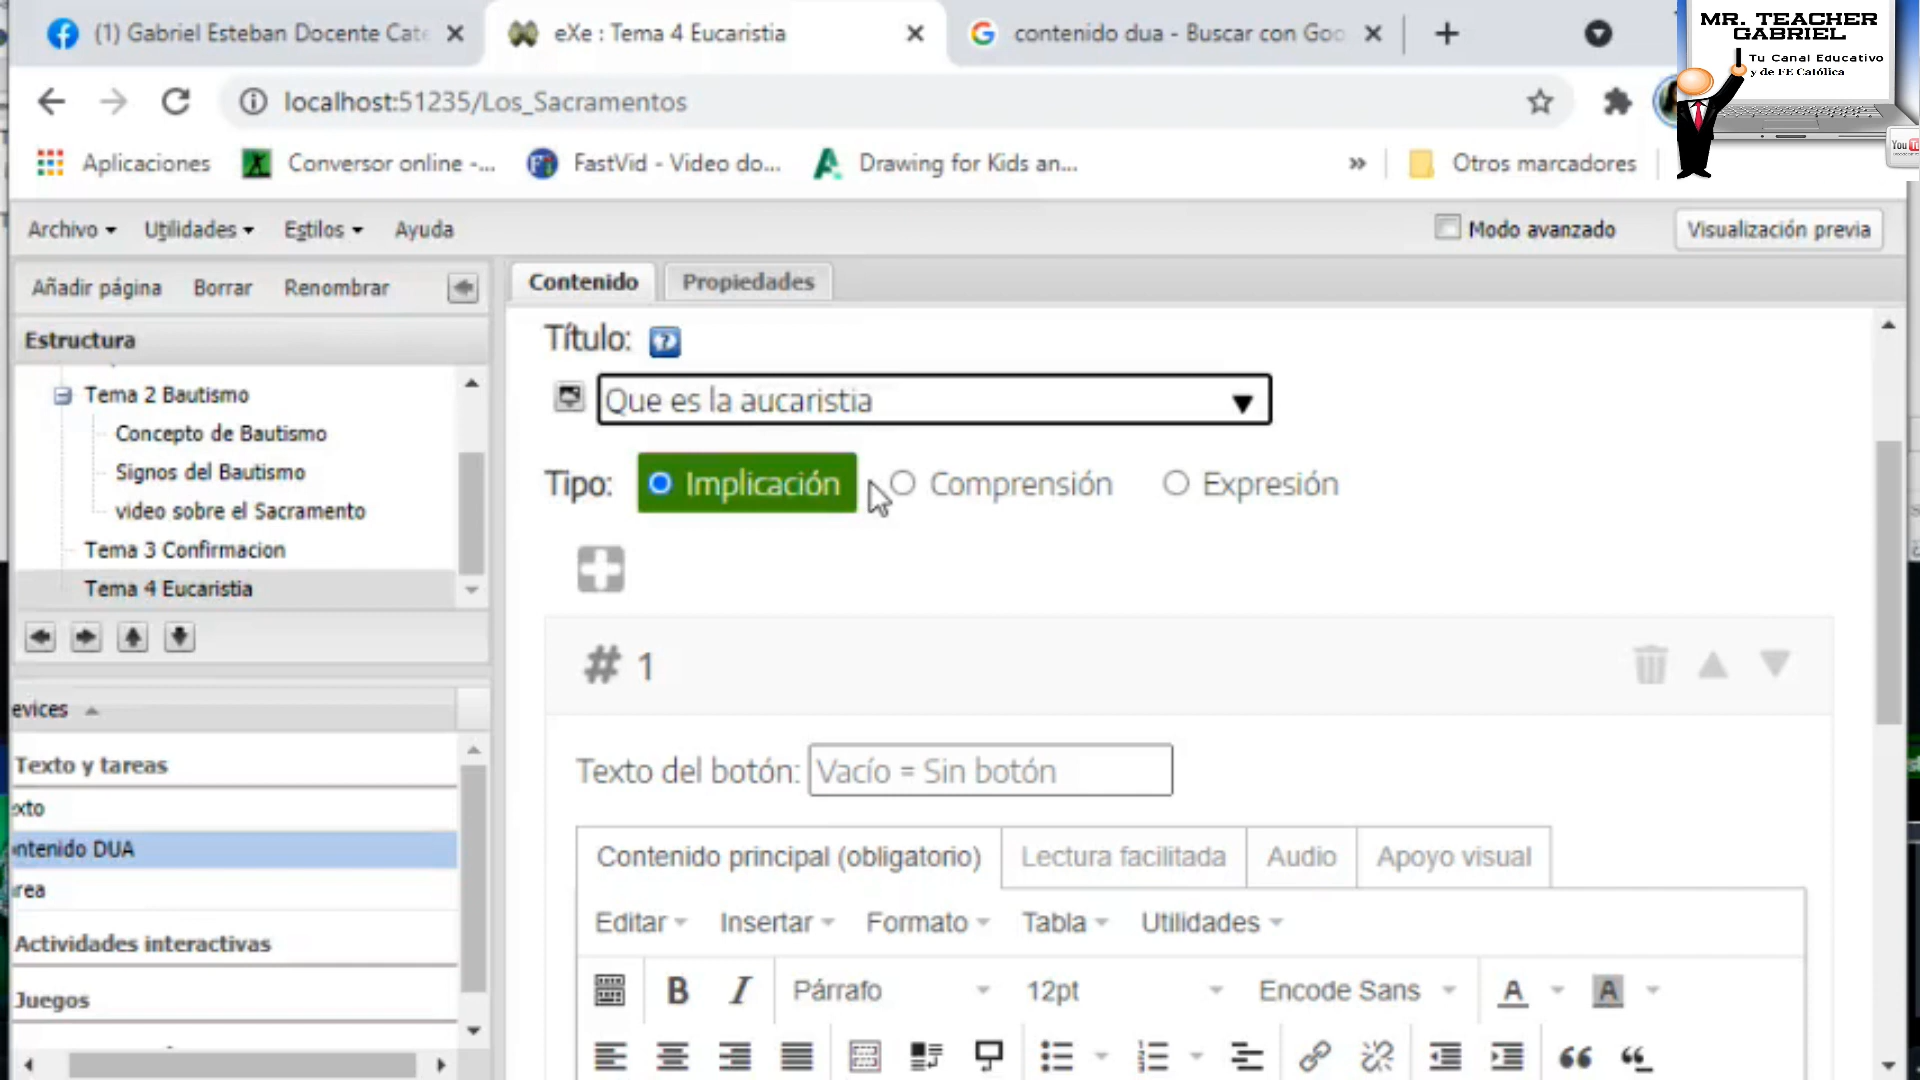 (1) Gabriel Esteban Docente Cate
eXe : Tema 4 Eucaristia
contenido dua - Buscar con Goo
MR. TEACHER
GABRIEL
Tu Canal Educativo
y de FE Católica
You
localhost:51235/Los_Sacramentos
Aplicaciones
Conversor online -...
FastVid - Video do...
Drawing for Kids an...
»
Otros marcadores
Archivo
Utilidades
Estilos
Ayuda
Modo avanzado
Visualización previa
Añadir página
Borrar
Renombrar
Contenido
Propiedades
Estructura
Título:
Tema 2 Bautismo
Que es la aucaristia
Concepto de Bautismo
Signos del Bautismo
Tipo:
Implicación
Comprensión
Expresión
video sobre el Sacramento
Tema 3 Confirmacion
Tema 4 Eucaristia
# 1
evices
Texto y tareas
Texto del botón:
Vacío = Sin botón
xto
ntenido DUA
rea
Contenido principal (obligatorio)
Lectura facilitada
Audio
Apoyo visual
Editar
Insertar
Formato
Tabla
Utilidades
Actividades interactivas
Juegos
B
I
Párrafo
12pt
Encode Sans
A
A